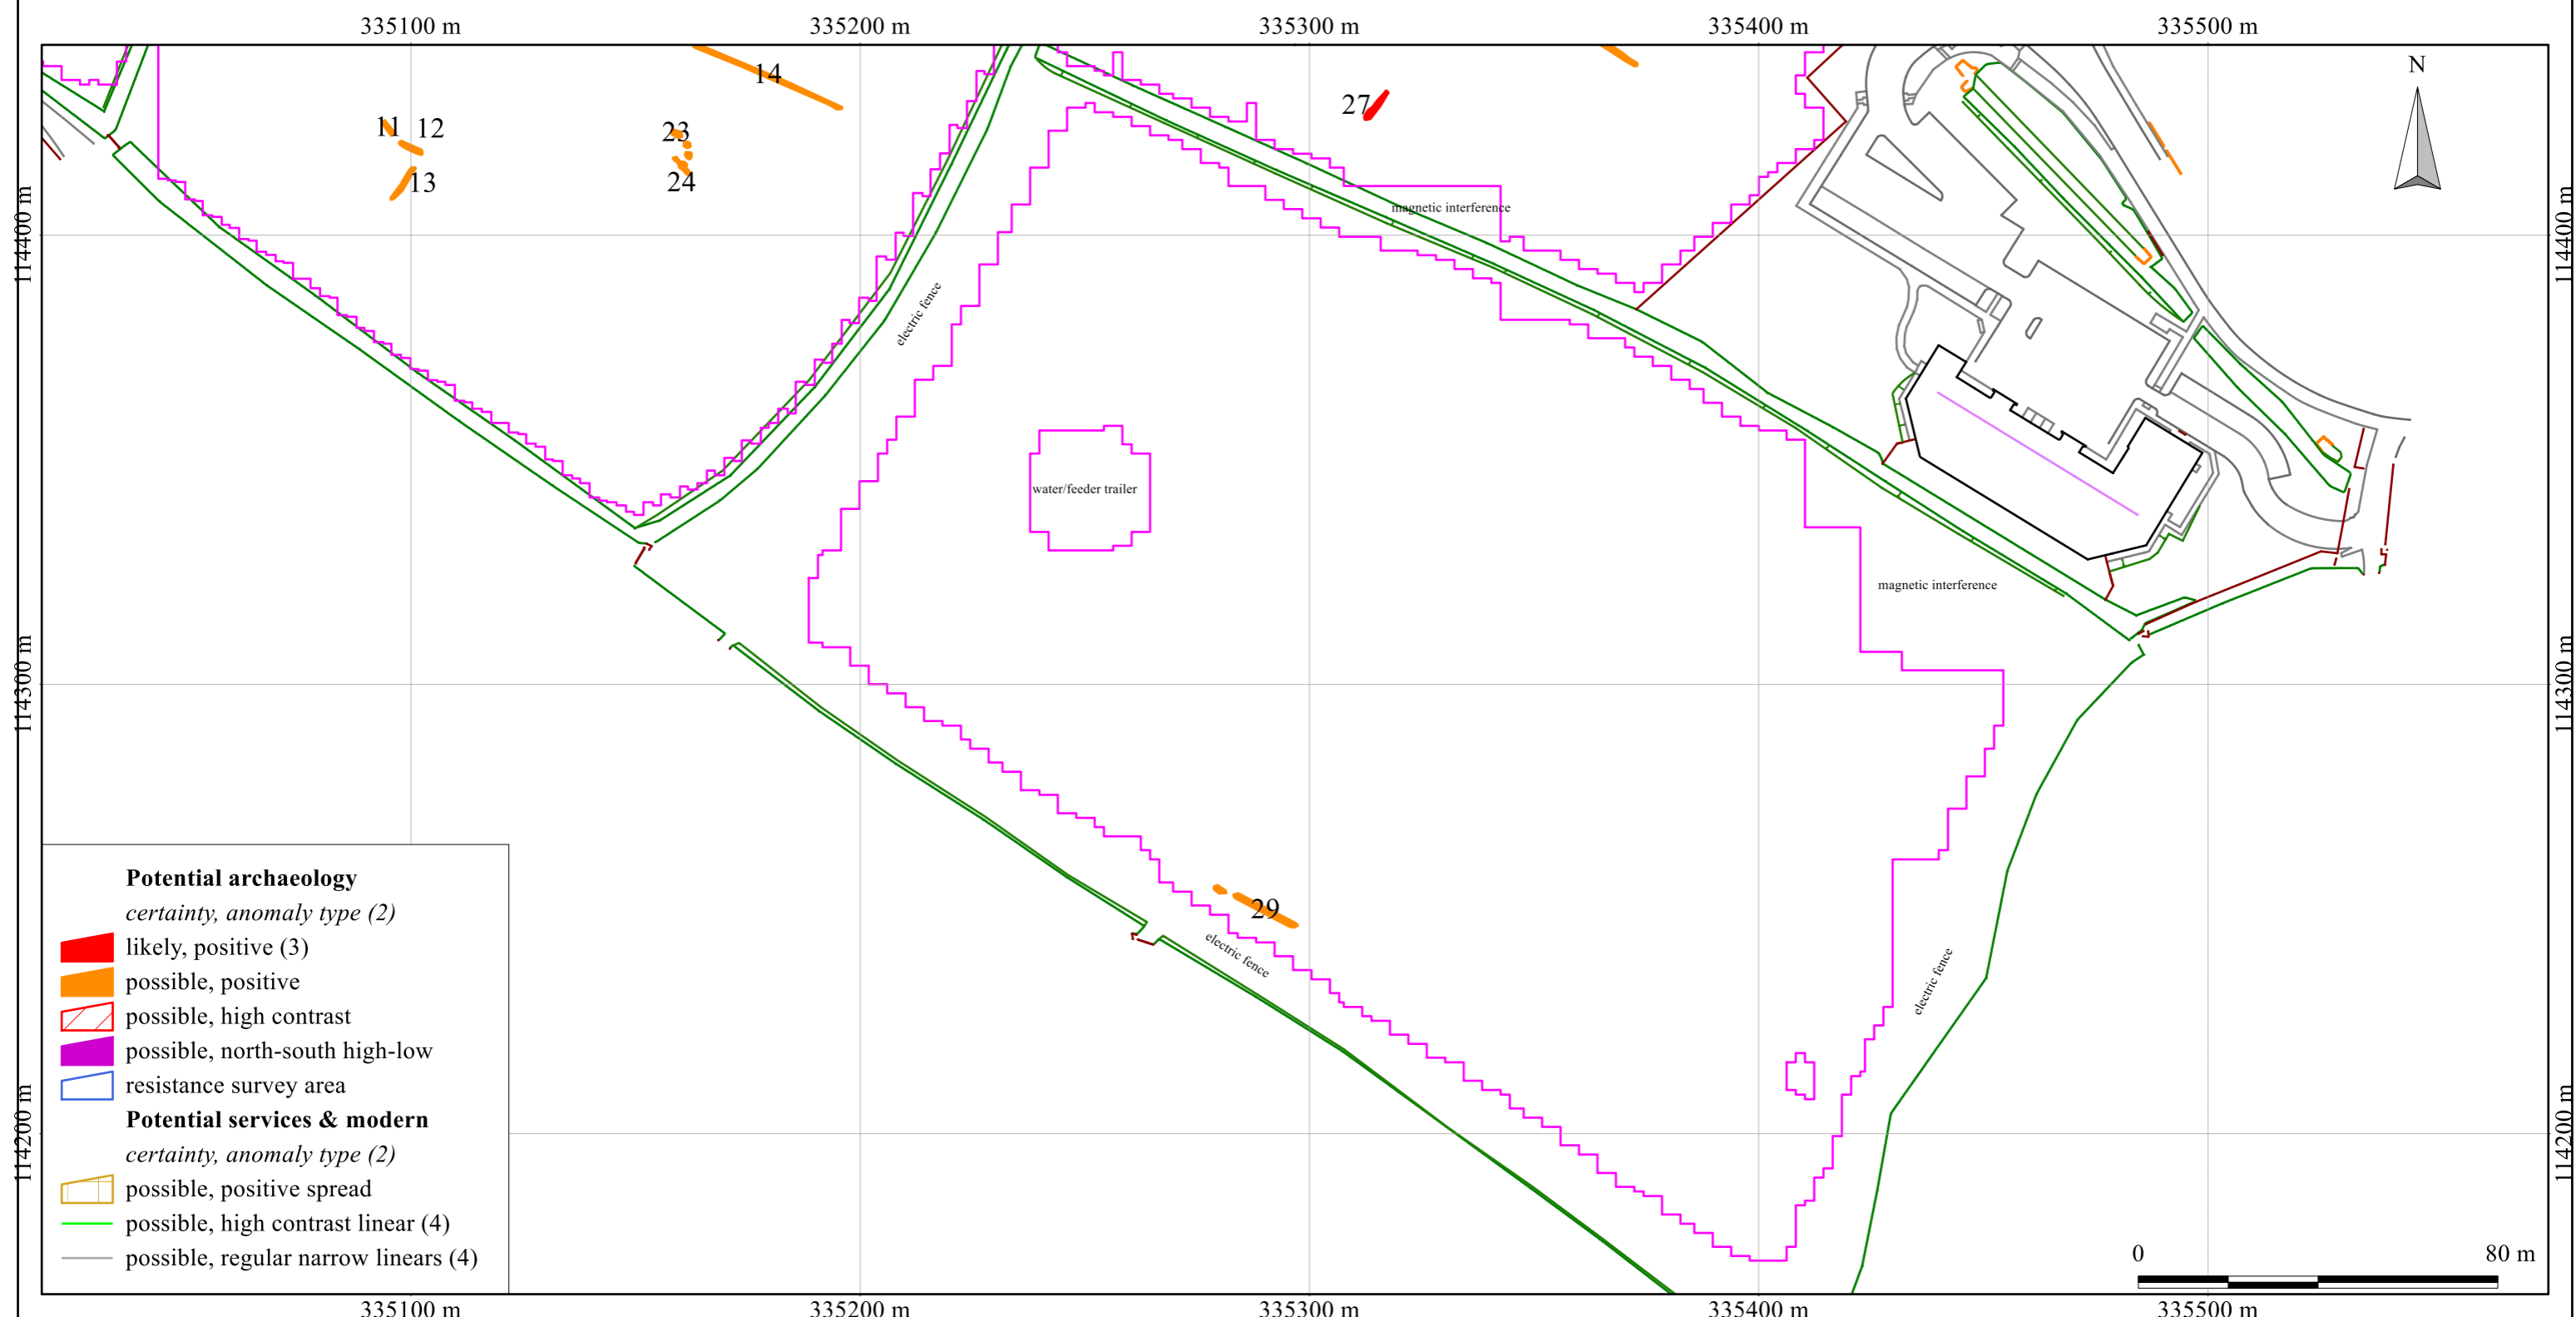 335100 m 335200 m 335300 m 335400 m 335500 m
N
14
27
11 12
23
13
24
114400 m
114400 m
magnetic interference
electric fence
water/feeder trailer
magnetic interference
114300 m
114300 m
29
electric fence
electric fence
Potential archaeology
certainty, anomaly type (2)
likely, positive (3)
possible, positive
possible, high contrast
possible, north-south high-low
resistance survey area
Potential services & modern
certainty, anomaly type (2)
possible, positive spread
possible, high contrast linear (4)
possible, regular narrow linears (4)
114200 m
114200 m
0 80 m
335100 m 335200 m 335300 m 335400 m 335500 m